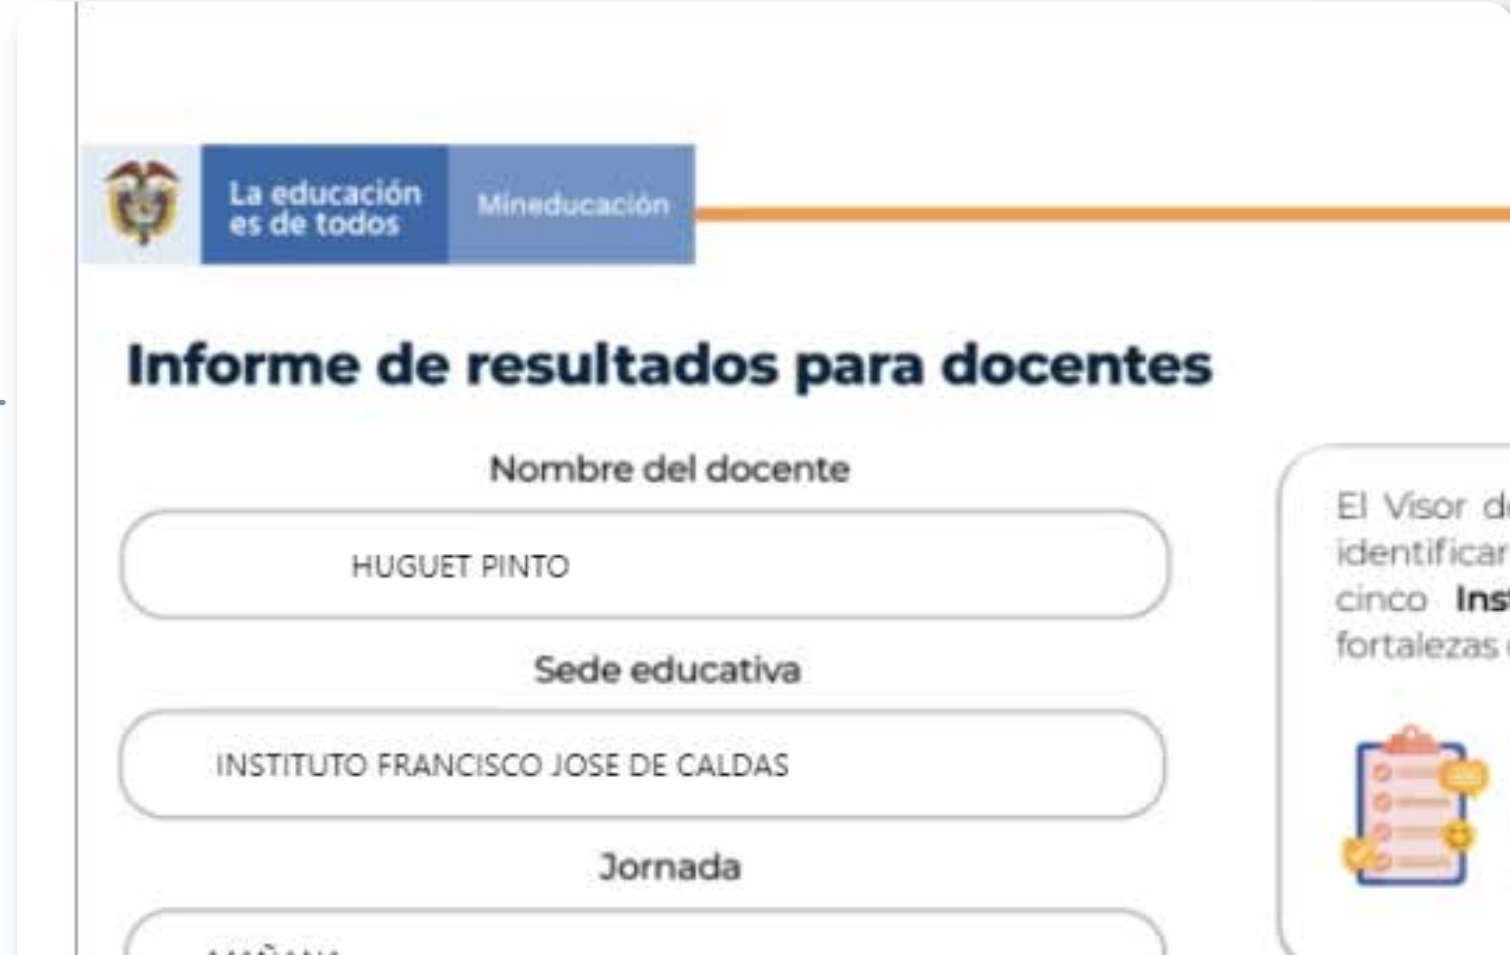 La educación
es de todos
Mineducación
Informe de resultados para docentes
Nombre del docente
HUGUET PINTO
Sede educativa
INSTITUTO FRANCISCO JOSE DE CALDAS
Jornada
MAÑANA
El Visor
identificar
cinco
fortalezas